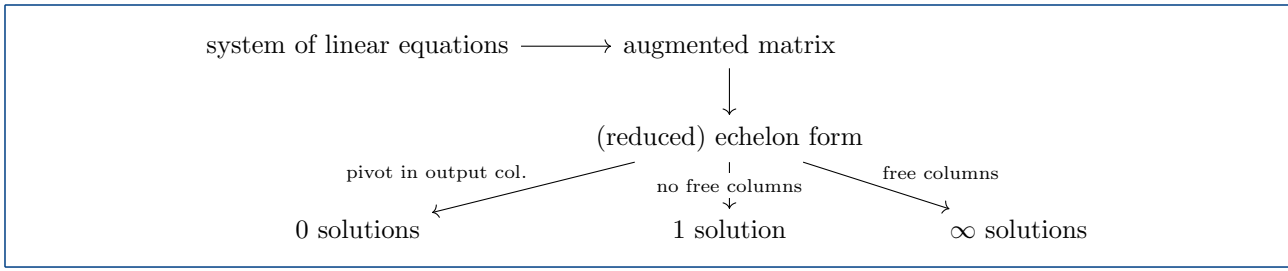 system of linear equations augmented matrix
(reduced) echelon form
pivot in output col. no free columns free columns
0 solutions 1 solution ∞ solutions